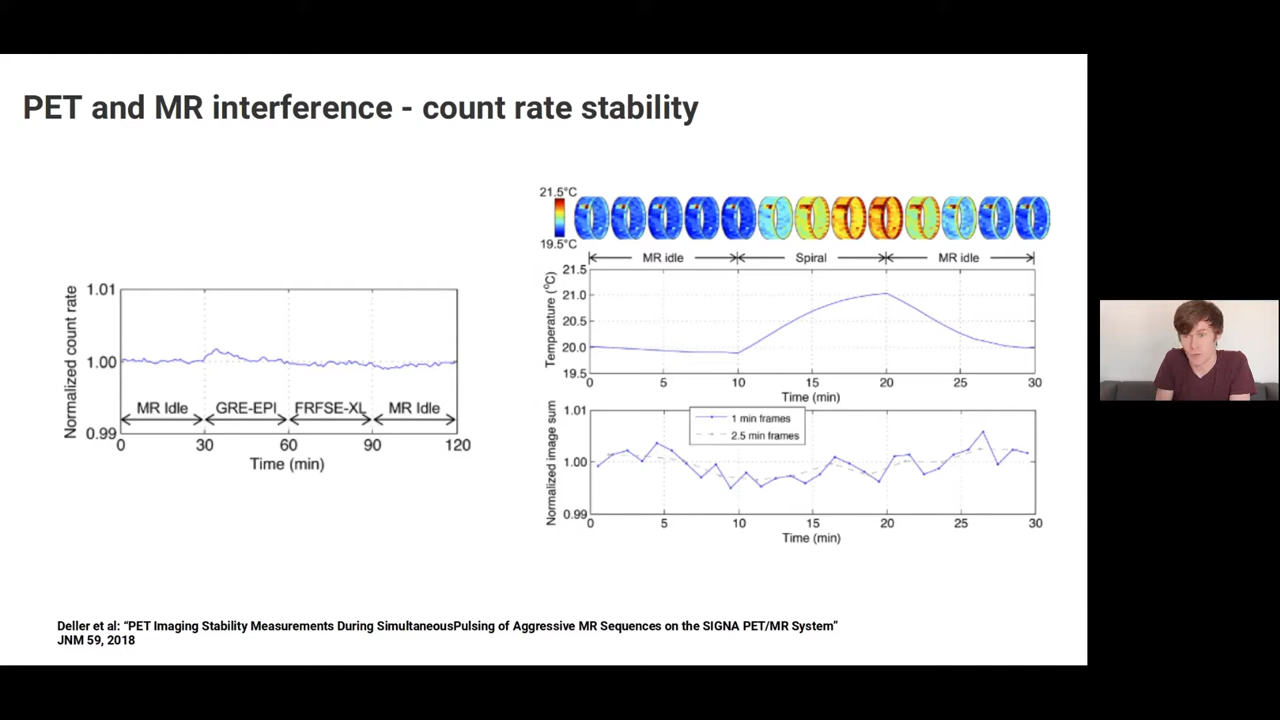 PET and MR interference - count rate stability
1.01
1.00
0.99
Normalized count rate
MR Idle
GRE-EPI
FRFSE-XL
MR Idle
0 30 60 90 120
Time (min)
21.5°C
19.5°C
MR idle
Spiral
MR idle
21.5
21.0
20.5
20.0
19.5
Temperature (°C)
0 5 10 15 20 25 30
Time (min)
1.01
1.00
0.99
Normalized image sum
1 min frames
2.5 min frames
0 5 10 15 20 25 30
Time (min)
Deller et al: “PET Imaging Stability Measurements During SimultaneousPulsing of Aggressive MR Sequences on the SIGNA PET/MR System”
JNM 59, 2018